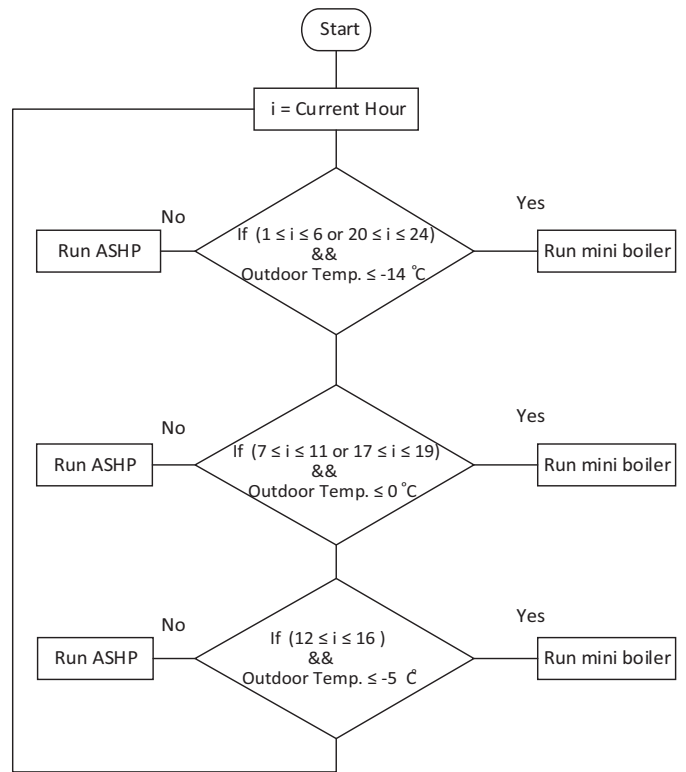 Start
i = Current Hour
No
Yes
Run ASHP
If (1 ≤ i ≤ 6 or 20 ≤ i ≤ 24)
&&
Outdoor Temp. ≤ -14 °C
Run mini boiler
No
Yes
Run ASHP
If (7 ≤ i ≤ 11 or 17 ≤ i ≤ 19)
&&
Outdoor Temp. ≤ 0 °C
Run mini boiler
No
Yes
Run ASHP
If (12 ≤ i ≤ 16 )
&&
Outdoor Temp. ≤ -5 °C
Run mini boiler